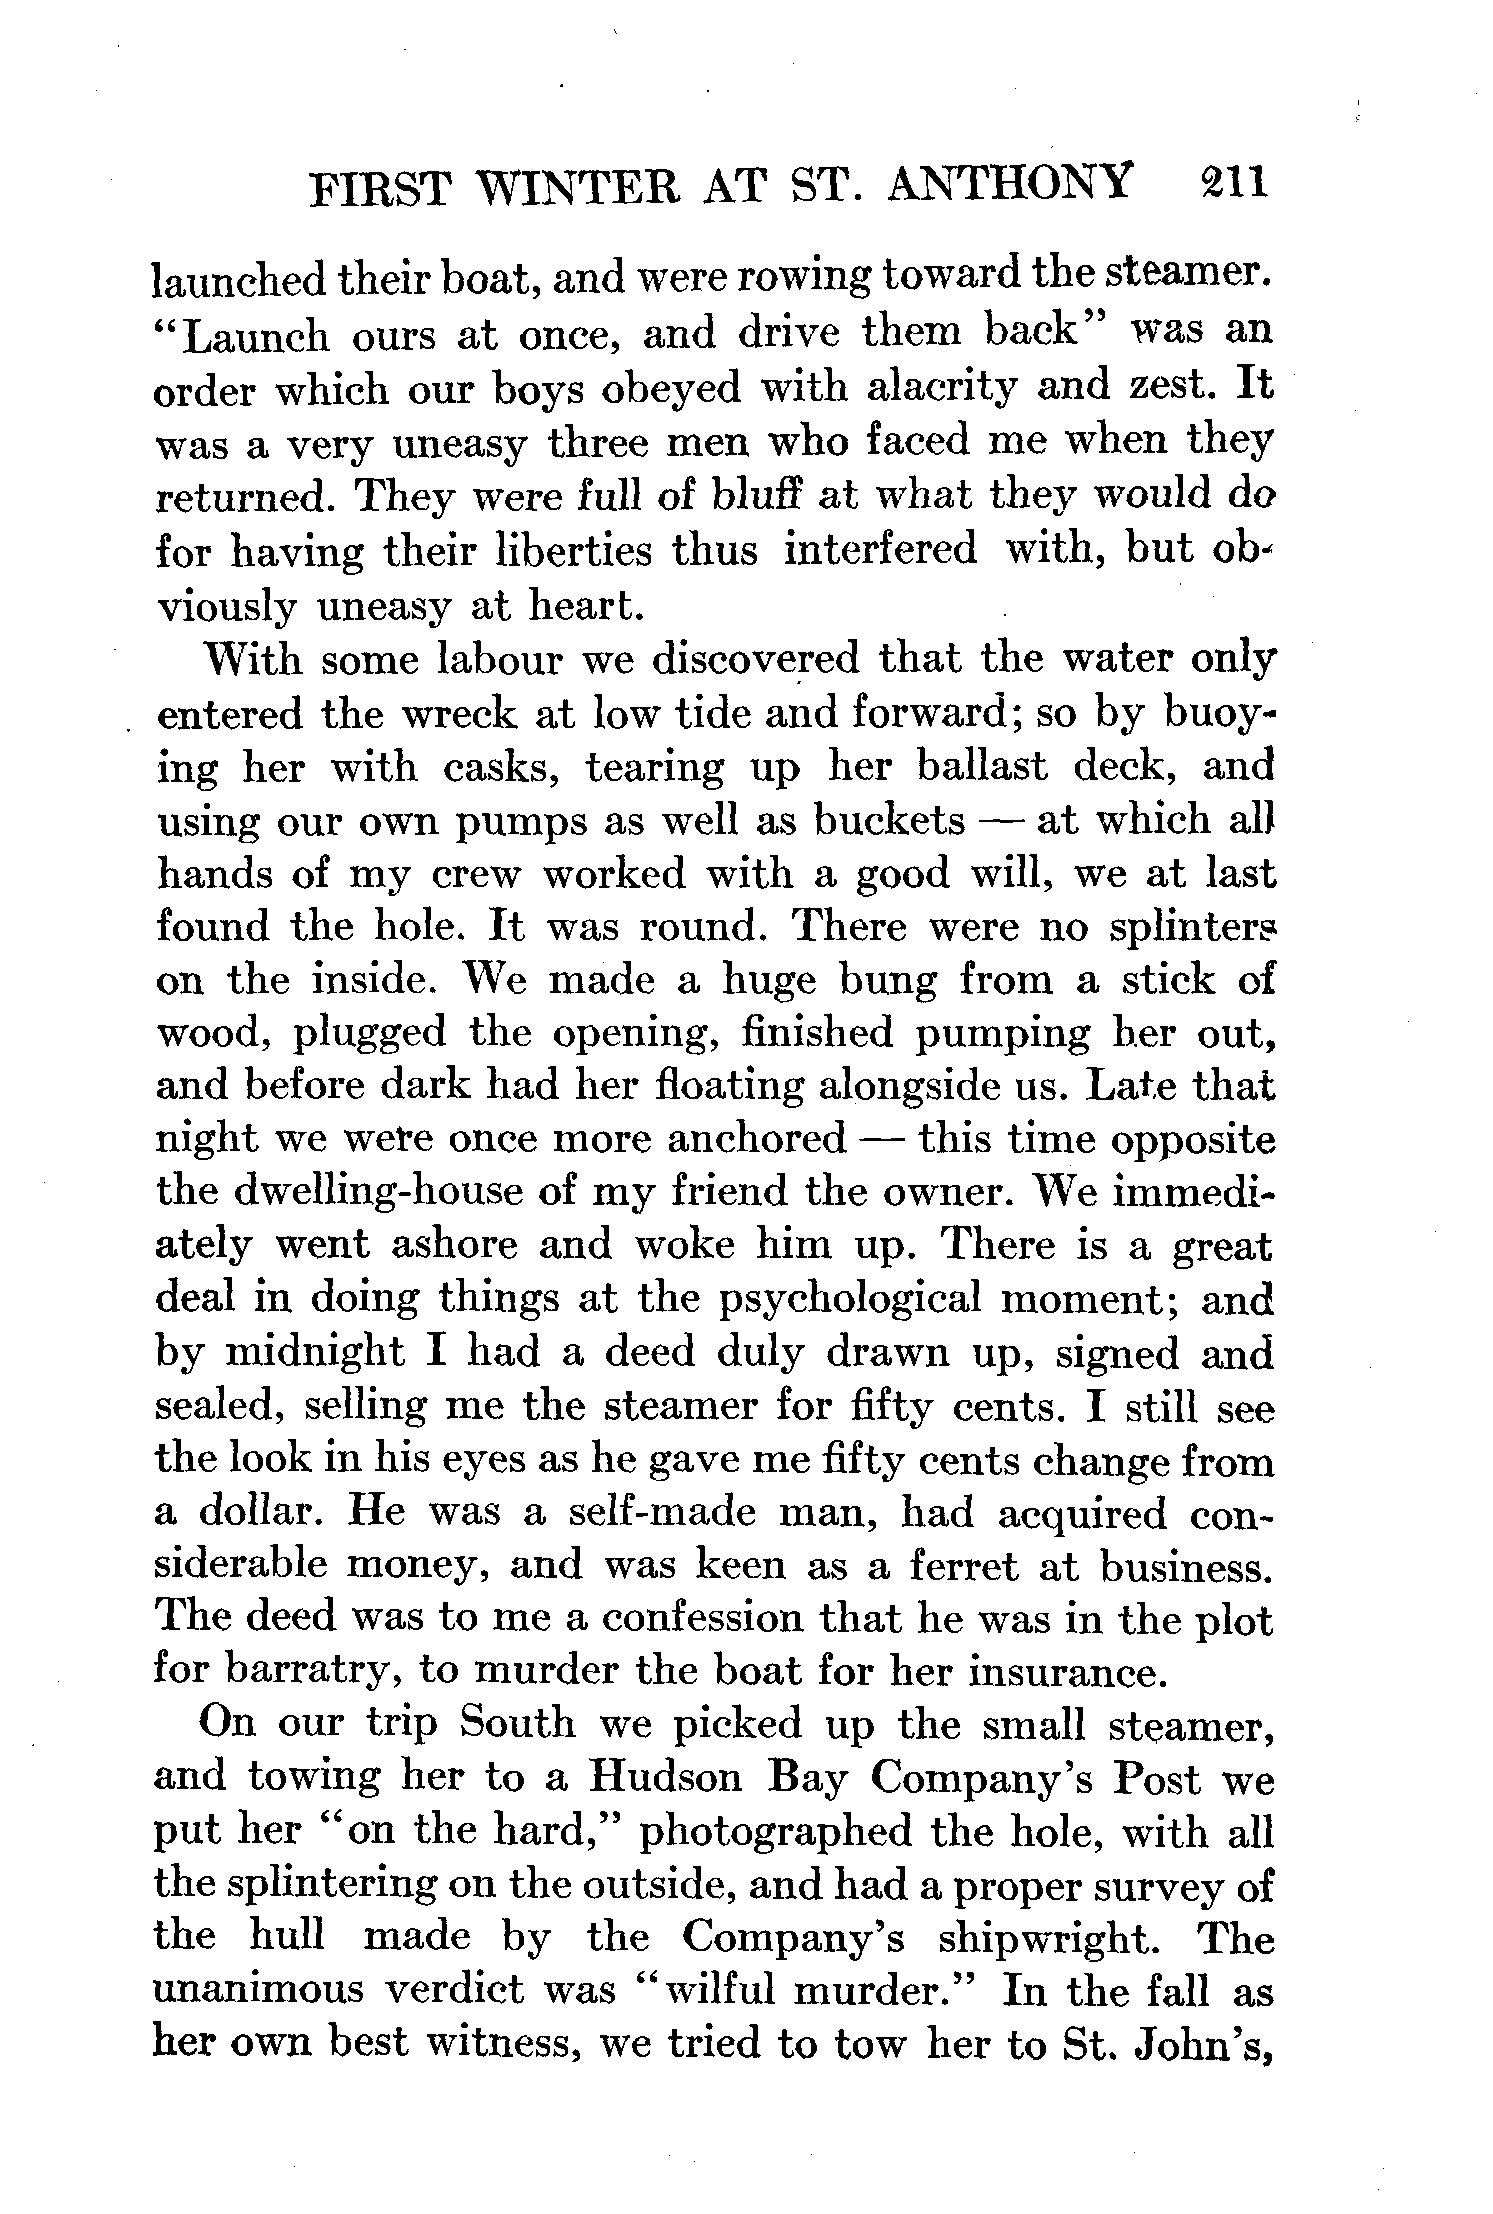 FIRST WINTER AT ST. ANTHONY 211
launched their boat, and were rowing toward the steamer.
“Launch ours at once, and drive them back” was an
order which our boys obeyed with alacrity and zest. It
was a very uneasy three men who faced me when they
returned. They were full of bluff at what they would do
for having their liberties thus interfered with, but ob-
viously uneasy at heart.
With some labour we discovered that the water only
entered the wreck at low tide and forward; so by buoy-
ing her with casks, tearing up her ballast deck, and
using our own pumps as well as buckets — at which all
hands of my crew worked with a good will, we at last
found the hole. It was round. There were no splinters
on the inside. We made a huge bung from a stick of
wood, plugged the opening, finished pumping her out,
and before dark had her floating alongside us. Late that
night we were once more anchored — this time opposite
the dwelling-house of my friend the owner. We immedi-
ately went ashore and woke him up. There is a great
deal in doing things at the psychological moment; and
by midnight I had a deed duly drawn up, signed and
sealed, selling me the steamer for fifty cents. I still see
the look in his eyes as he gave me fifty cents change from
a dollar. He was a self-made man, had acquired con-
siderable money, and was keen as a ferret at business.
The deed was to me a confession that he was in the plot
for barratry, to murder the boat for her insurance.
On our trip South we picked up the small steamer,
and towing her to a Hudson Bay Company’s Post we
put her “on the hard,” photographed the hole, with all
the splintering on the outside, and had a proper survey of
the hull made by the Company’s shipwright. The
unanimous verdict was “wilful murder.” In the fall as
her own best witness, we tried to tow her to St. John’s,